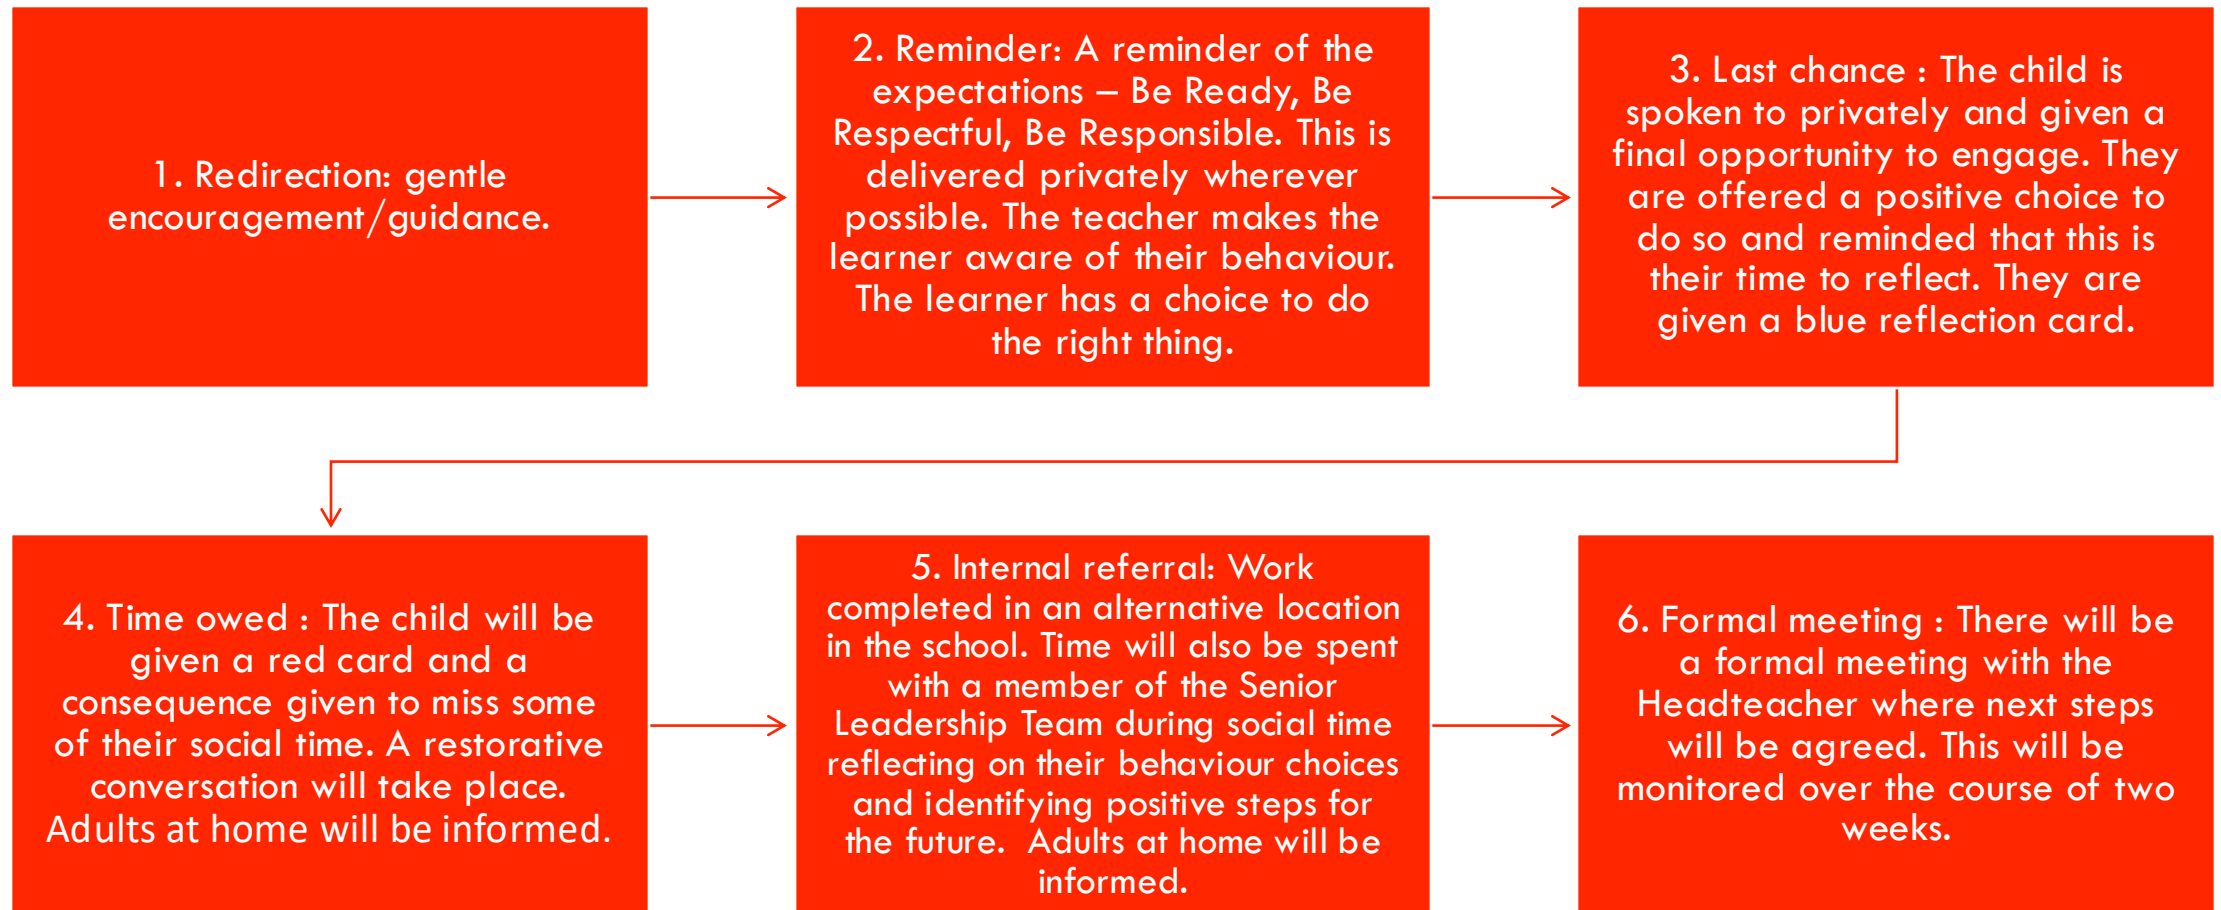 1. Redirection: gentle
encouragement/guidance.
2. Reminder: A reminder of the
expectations – Be Ready, Be
Respectful, Be Responsible. This is
delivered privately wherever
possible. The teacher makes the
learner aware of their behaviour.
The learner has a choice to do
the right thing.
3. Last chance : The child is
spoken to privately and given a
final opportunity to engage. They
are offered a positive choice to
do so and reminded that this is
their time to reflect. They are
given a blue reflection card.
4. Time owed : The child will be
given a red card and a
consequence given to miss some
of their social time. A restorative
conversation will take place.
Adults at home will be informed.
5. Internal referral: Work
completed in an alternative location
in the school. Time will also be spent
with a member of the Senior
Leadership Team during social time
reflecting on their behaviour choices
and identifying positive steps for
the future.  Adults at home will be
informed.
6. Formal meeting : There will be
a formal meeting with the
Headteacher where next steps
will be agreed. This will be
monitored over the course of two
weeks.